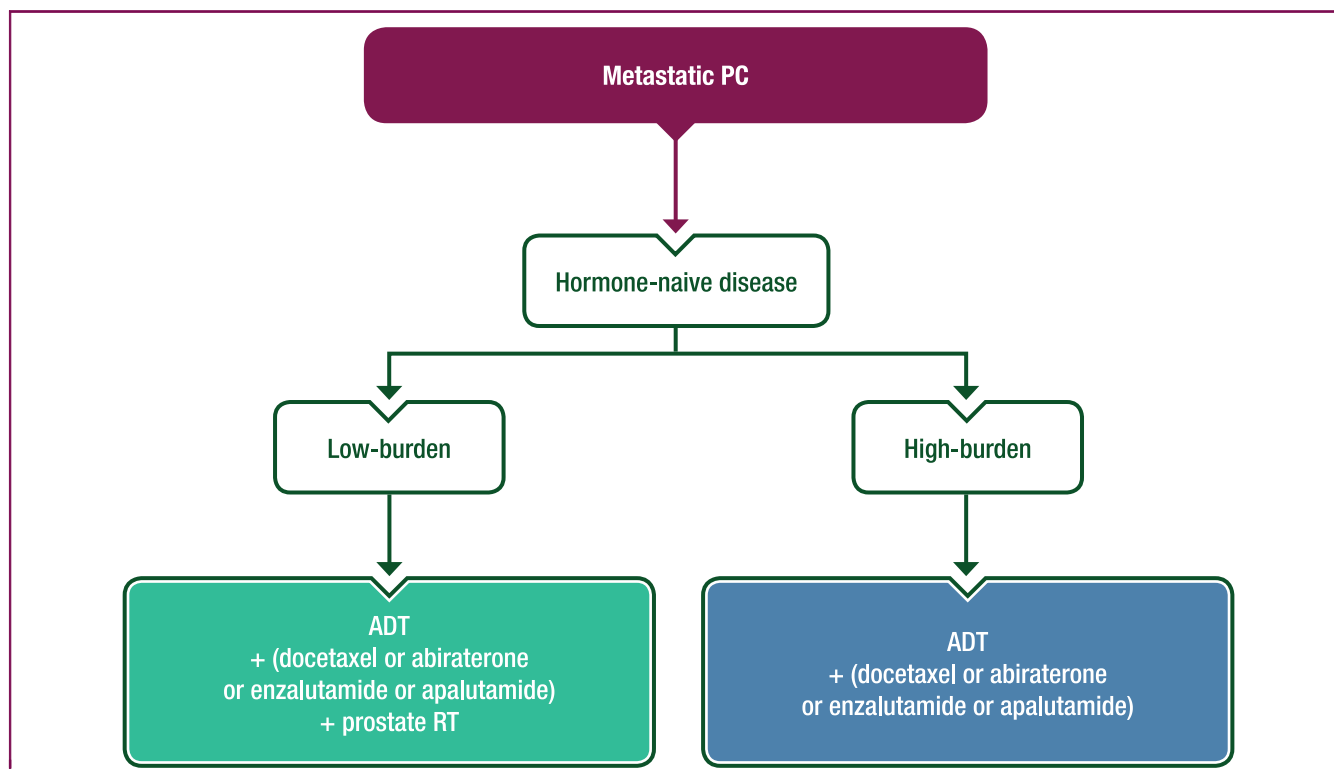 Metastatic PC
Hormone-naive disease
Low-burden
High-burden
ADT
+ (docetaxel or abiraterone
or enzalutamide or apalutamide)
+ prostate RT
ADT
+ (docetaxel or abiraterone
or enzalutamide or apalutamide)